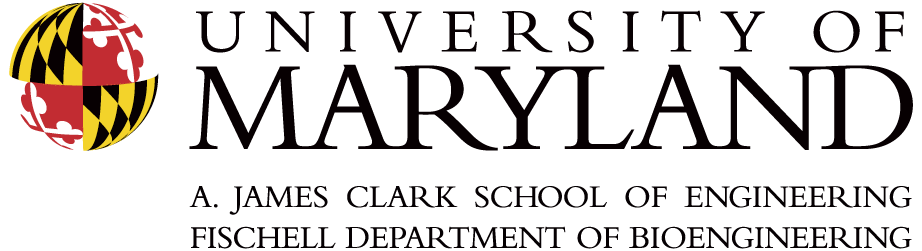 UNIVERSITY OF
MARYLAND
A. JAMES CLARK SCHOOL OF ENGINEERING
FISCHELL DEPARTMENT OF BIOENGINEERING